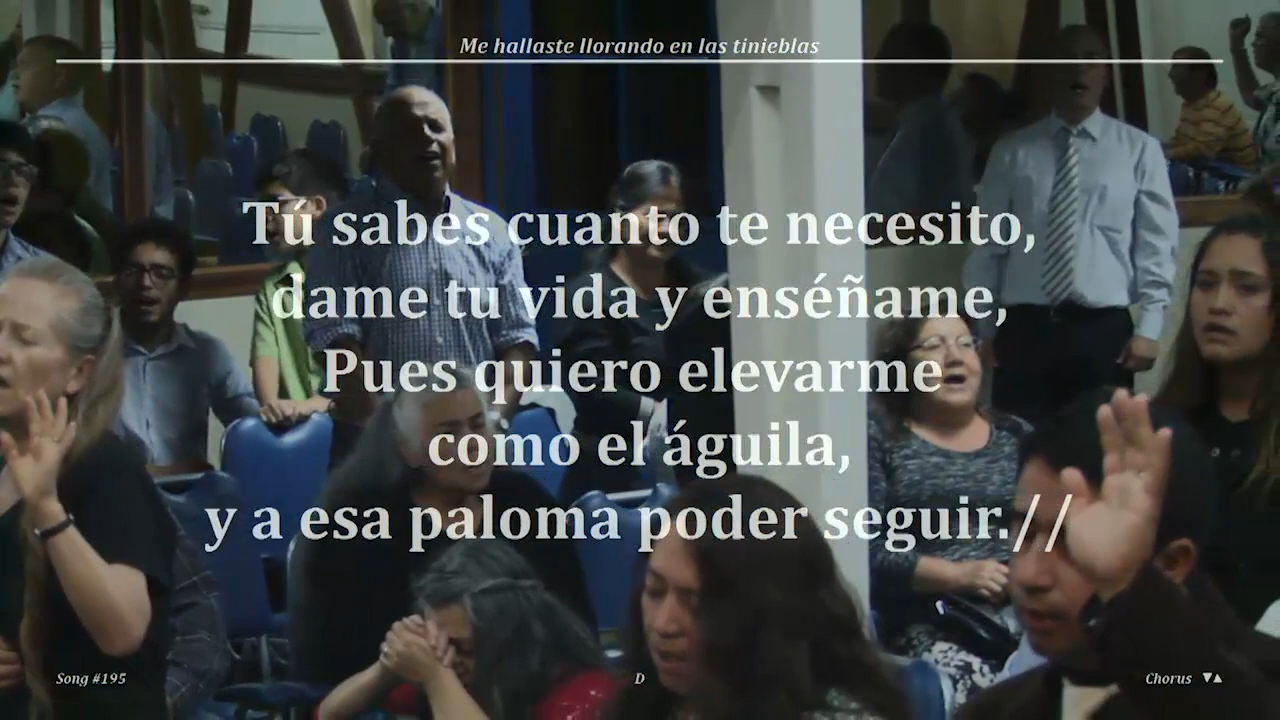 Me hallaste llorando en las tinieblas
Tú sabes cuanto te necesito,
dame tu vida y enséñame,
Pues quiero elevarme
como el águila,
y a esa paloma poder seguir.//
Song #195 D Chorus ▼▲